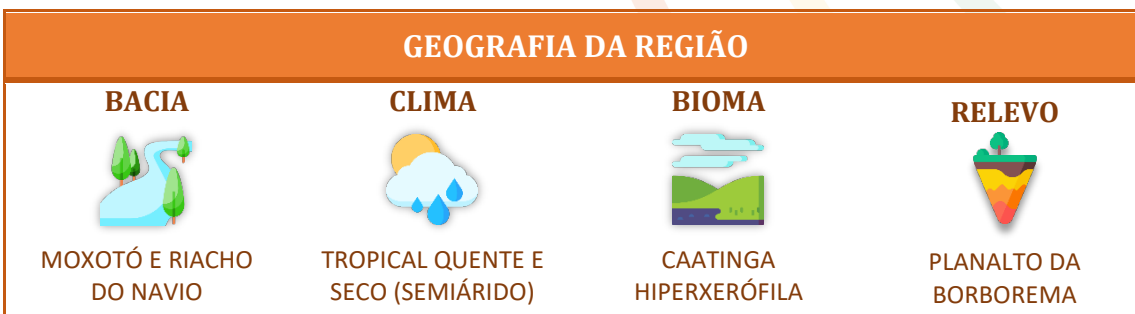 GEOGRAFIA DA REGIÃO
BACIA
MOXOTÓ E RIACHO
DO NAVIO
CLIMA
TROPICAL QUENTE E
SECO (SEMIÁRIDO)
BIOMA
CAATINGA
HIPERXERÓFILA
RELEVO
PLANALTO DA
BORBOREMA